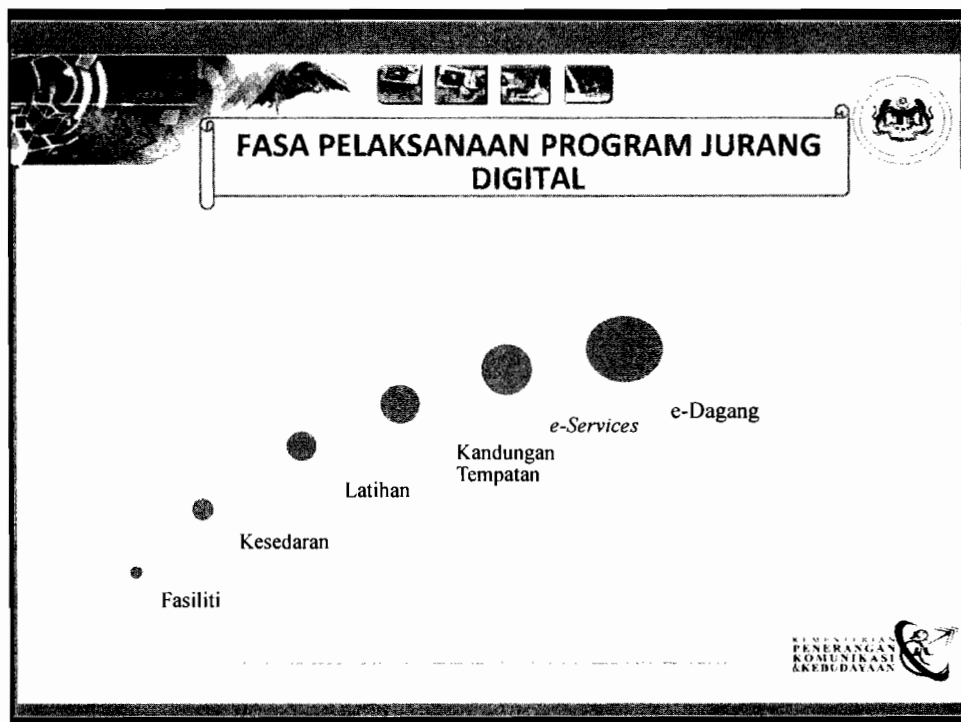 FASA PELAKSANAAN PROGRAM JURANG
DIGITAL
e-Dagang
e-Services
Kandungan
Tempatan
Latihan
Kesedaran
Fasiliti
KEMENTERIAN
PENERANGAN
KOMUNIKASI
&KEBUDAYAAN